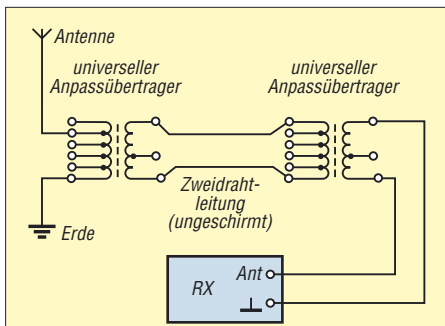 Antenne
universeller
Anpassübertrager
universeller
Anpassübertrager
Zweidraht-
leitung
(ungeschirmt)
Erde
Ant
RX